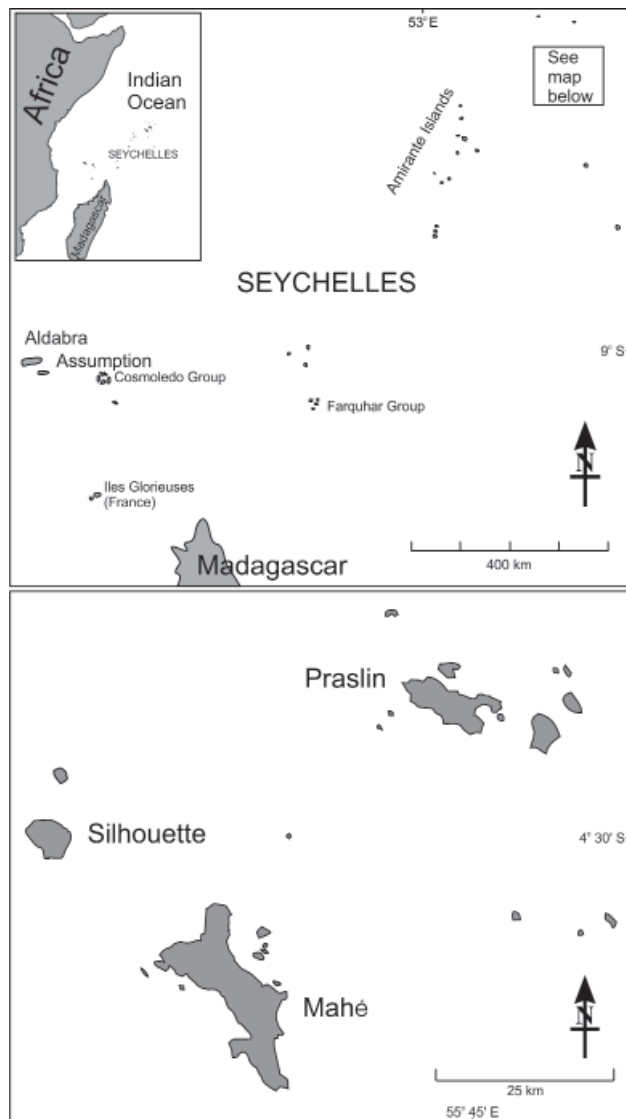 53°E
Africa
Indian
Ocean
SEYCHELLES
Madagascar
See
map
below
Amirante Islands
SEYCHELLES
Aldabra
Assumption
9° S
Cosmoledo Group
Farquhar Group
Iles Glorieuses
(France)
N
Madagascar
400 km
Praslin
Silhouette
4° 30' S
Mahé
N
25 km
55° 45' E